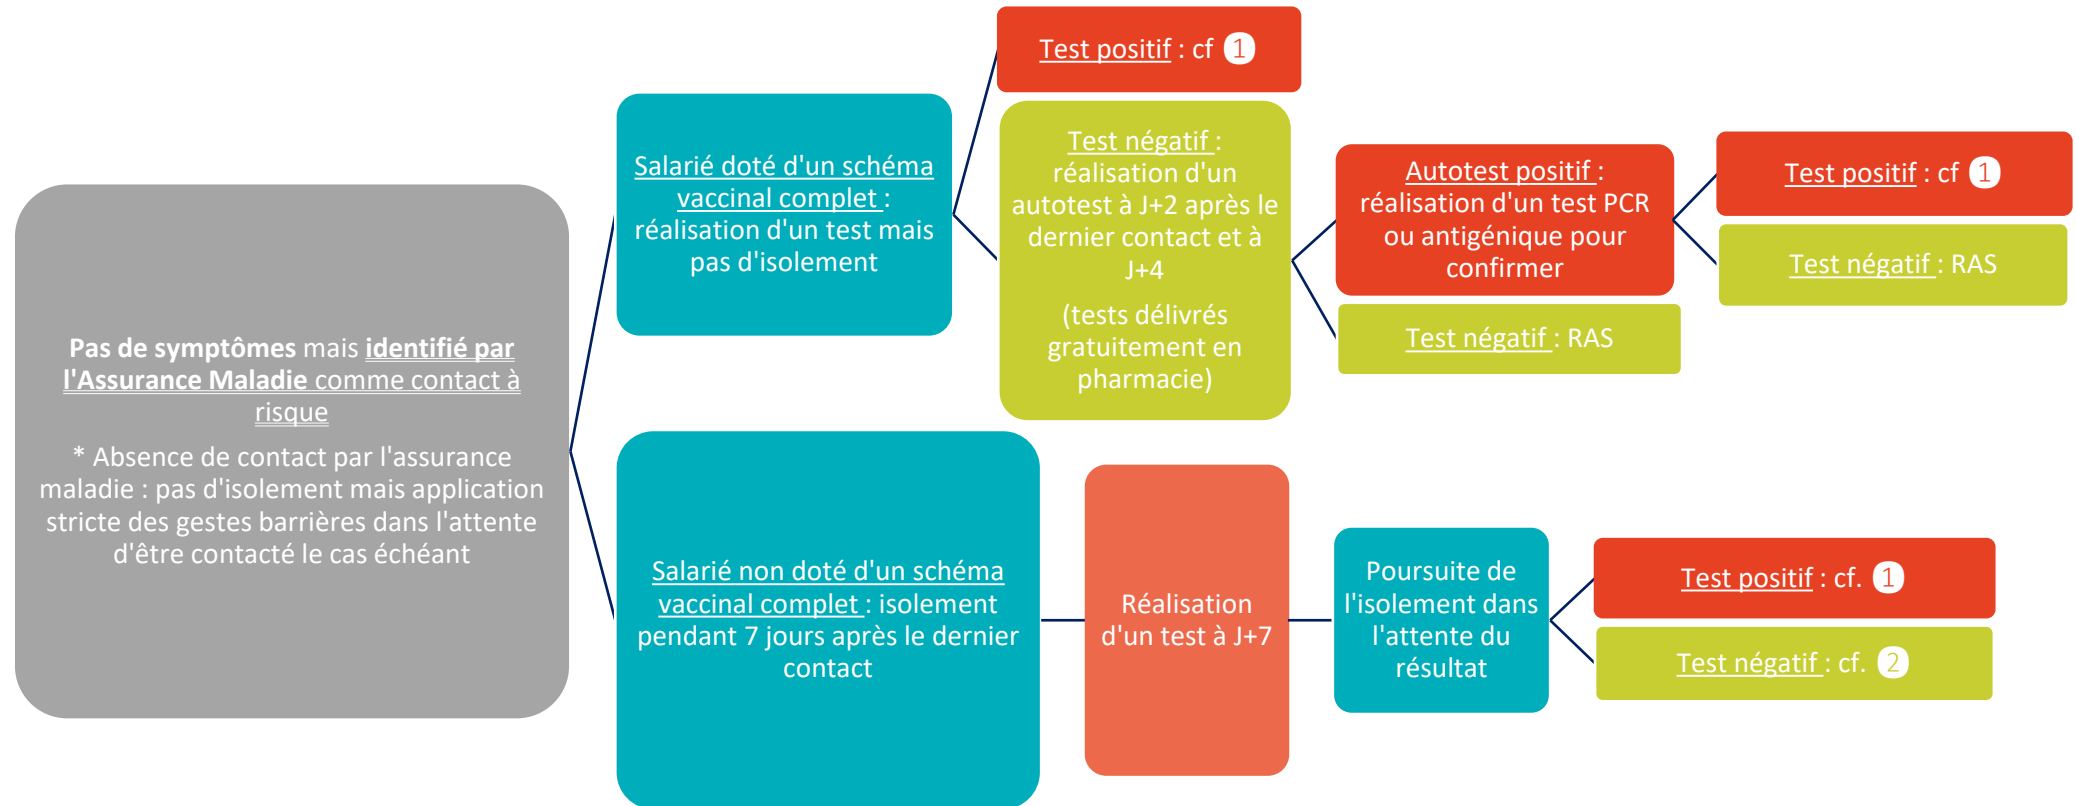 Pas de symptômes mais identifié par
l'Assurance Maladie comme contact à
risque
* Absence de contact par l'assurance
maladie : pas d'isolement mais application
stricte des gestes barrières dans l'attente
d'être contacté le cas échéant
Salarié doté d'un schéma
vaccinal complet :
réalisation d'un test mais
pas d'isolement
Test positif : cf 1
Test négatif :
réalisation d'un
autotest à J+2 après le
dernier contact et à
J+4
(tests délivrés
gratuitement en
pharmacie)
Autotest positif :
réalisation d'un test PCR
ou antigénique pour
confirmer
Test positif : cf 1
Test négatif : RAS
Test négatif : RAS
Salarié non doté d'un schéma
vaccinal complet : isolement
pendant 7 jours après le dernier
contact
Réalisation
d'un test à J+7
Poursuite de
l'isolement dans
l'attente du
résultat
Test positif : cf. 1
Test négatif : cf. 2